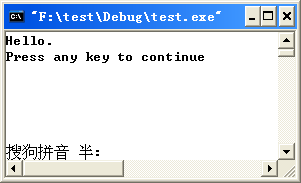 "F:\test\Debug\test.exe"
Hello.
Press any key to continue
搜狗拼音 半: